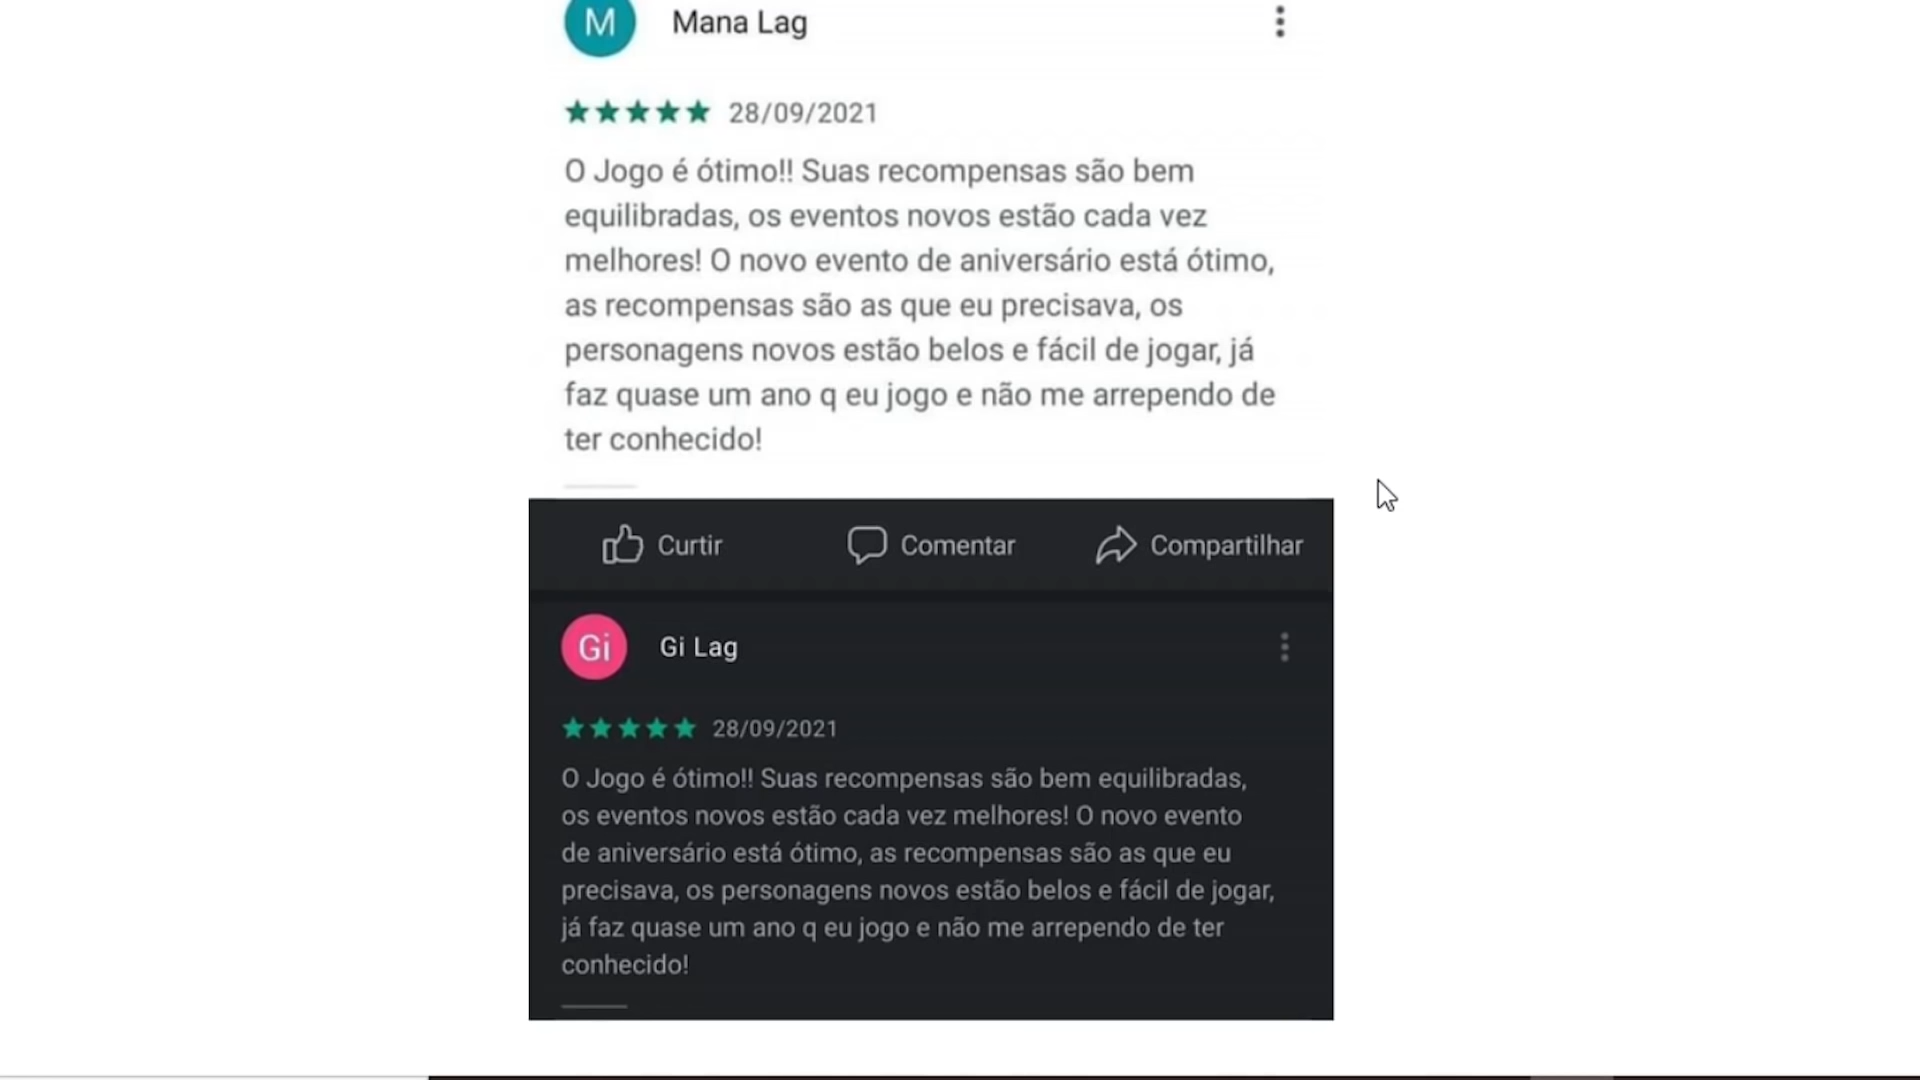 M Mana Lag
28/09/2021
O Jogo é ótimo!! Suas recompensas são bem
equilibradas, os eventos novos estão cada vez
melhores! O novo evento de aniversário está ótimo,
as recompensas são as que eu precisava, os
personagens novos estão belos e fácil de jogar, já
faz quase um ano q eu jogo e não me arrependo de
ter conhecido!
Curtir Comentar Compartilhar
Gi Gi Lag
28/09/2021
O Jogo é ótimo!! Suas recompensas são bem equilibradas,
os eventos novos estão cada vez melhores! O novo evento
de aniversário está ótimo, as recompensas são as que eu
precisava, os personagens novos estão belos e fácil de jogar,
já faz quase um ano q eu jogo e não me arrependo de ter
conhecido!